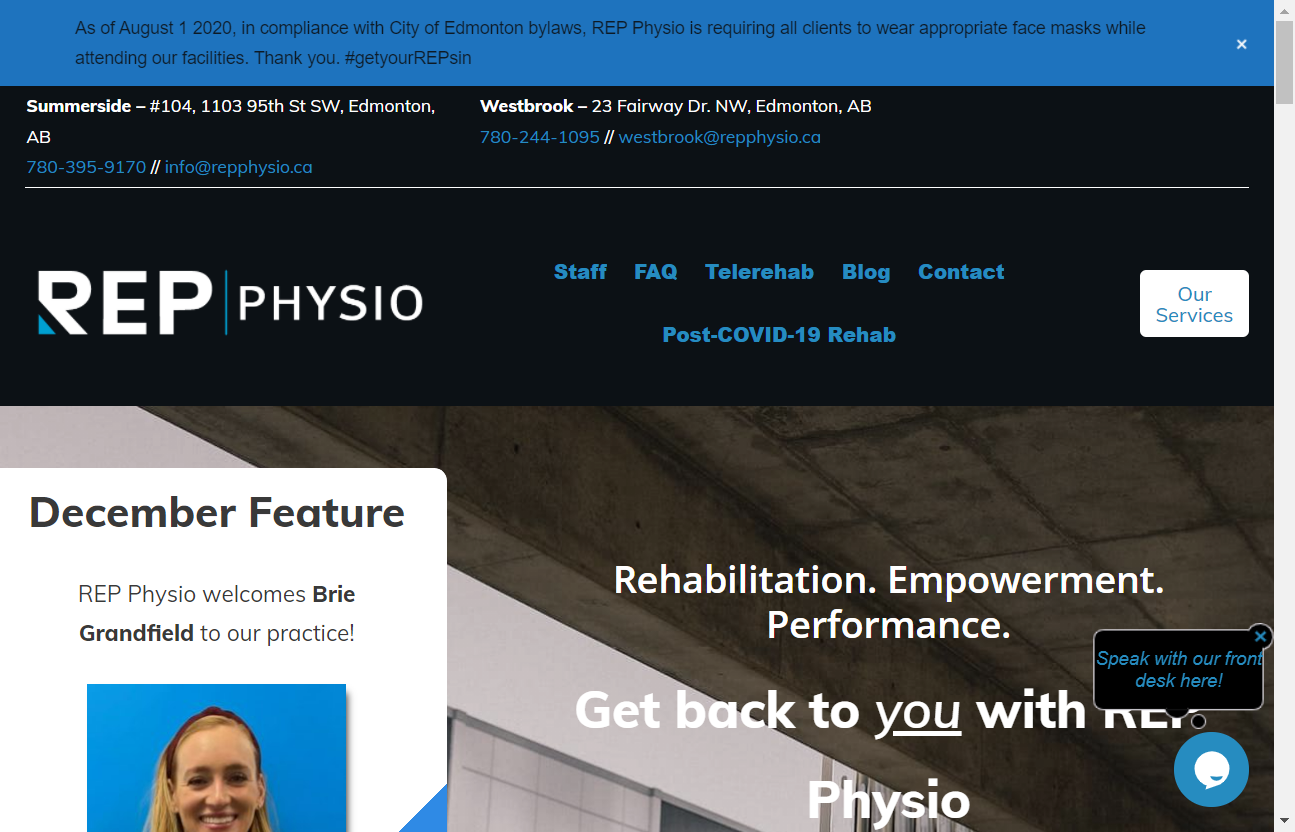 As of August 1 2020, in compliance with City of Edmonton bylaws, REP Physio is requiring all clients to wear appropriate face masks while
attending our facilities. Thank you. #getyourREPsin
×
Summerside – #104, 1103 95th St SW, Edmonton,
AB
780-395-9170 // info@repphysio.ca
Westbrook – 23 Fairway Dr. NW, Edmonton, AB
780-244-1095 // westbrook@repphysio.ca
REP PHYSIO
Staff FAQ Telerehab Blog Contact
Post-COVID-19 Rehab
Our
Services
December Feature
REP Physio welcomes Brie
Grandfield to our practice!
Rehabilitation. Empowerment.
Performance.
Get back to you with REP
Physio
Speak with our front
desk here!